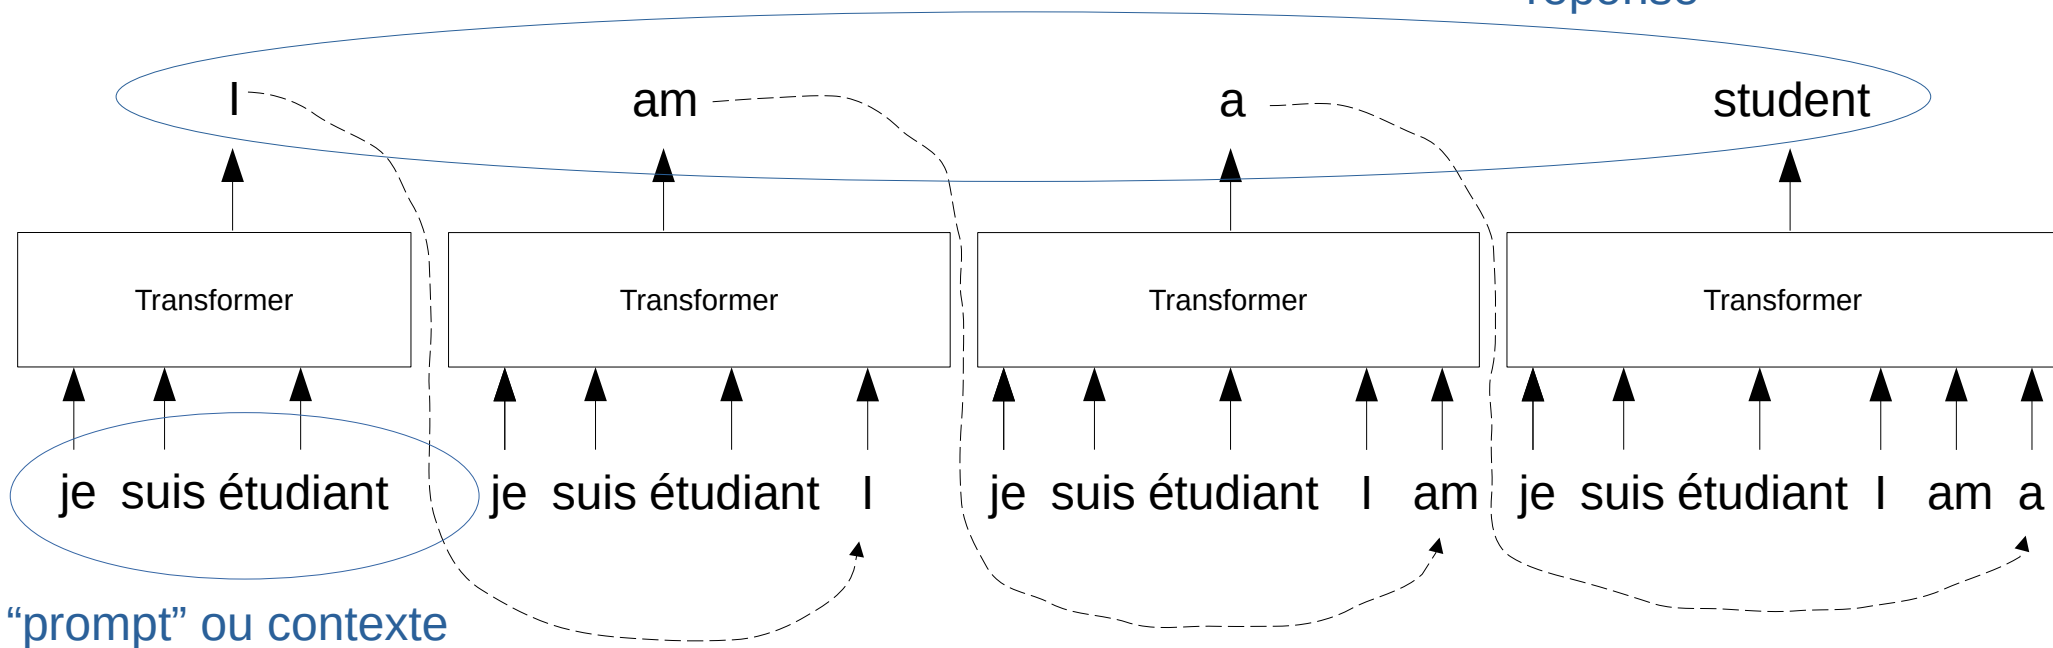 réponse
I am a student
Transformer Transformer Transformer Transformer
je suis étudiant je suis étudiant I je suis étudiant I am je suis étudiant I am a
“prompt” ou contexte